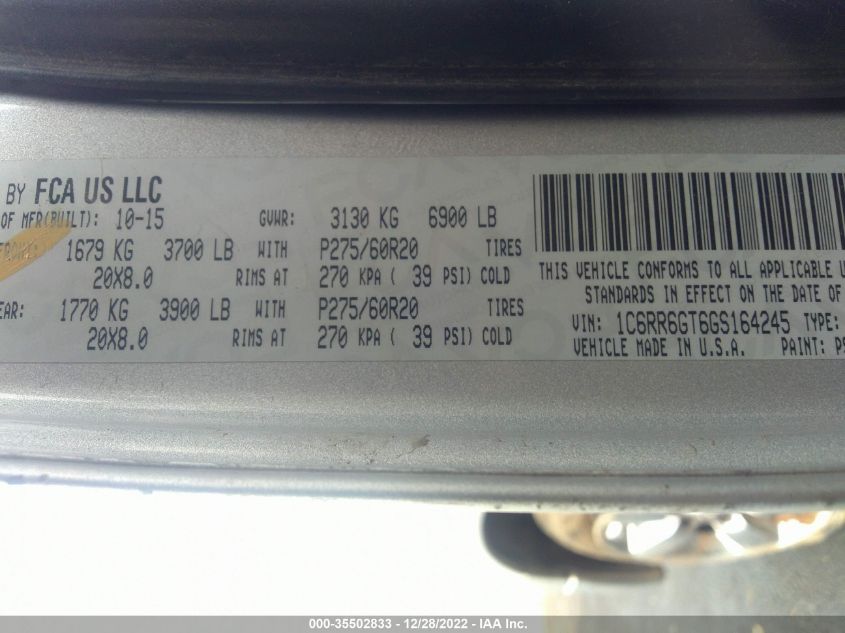 BY FCA US LLC
OF MFR(BUILT): 10-15 GVWR: 3130 KG 6900 LB
FRONT: 1679 KG 3700 LB WITH P275/60R20 TIRES
20X8.0 RIMS AT 270 KPA ( 39 PSI) COLD
EAR: 1770 KG 3900 LB WITH P275/60R20 TIRES
20X8.0 RIMS AT 270 KPA ( 39 PSI) COLD
THIS VEHICLE CONFORMS TO ALL APPLICABLE U
STANDARDS IN EFFECT ON THE DATE OF
VIN: 1C6RR6GT6GS164245 TYPE:
VEHICLE MADE IN U.S.A. PAINT: PS
000-35502833 - 12/28/2022 - IAA Inc.